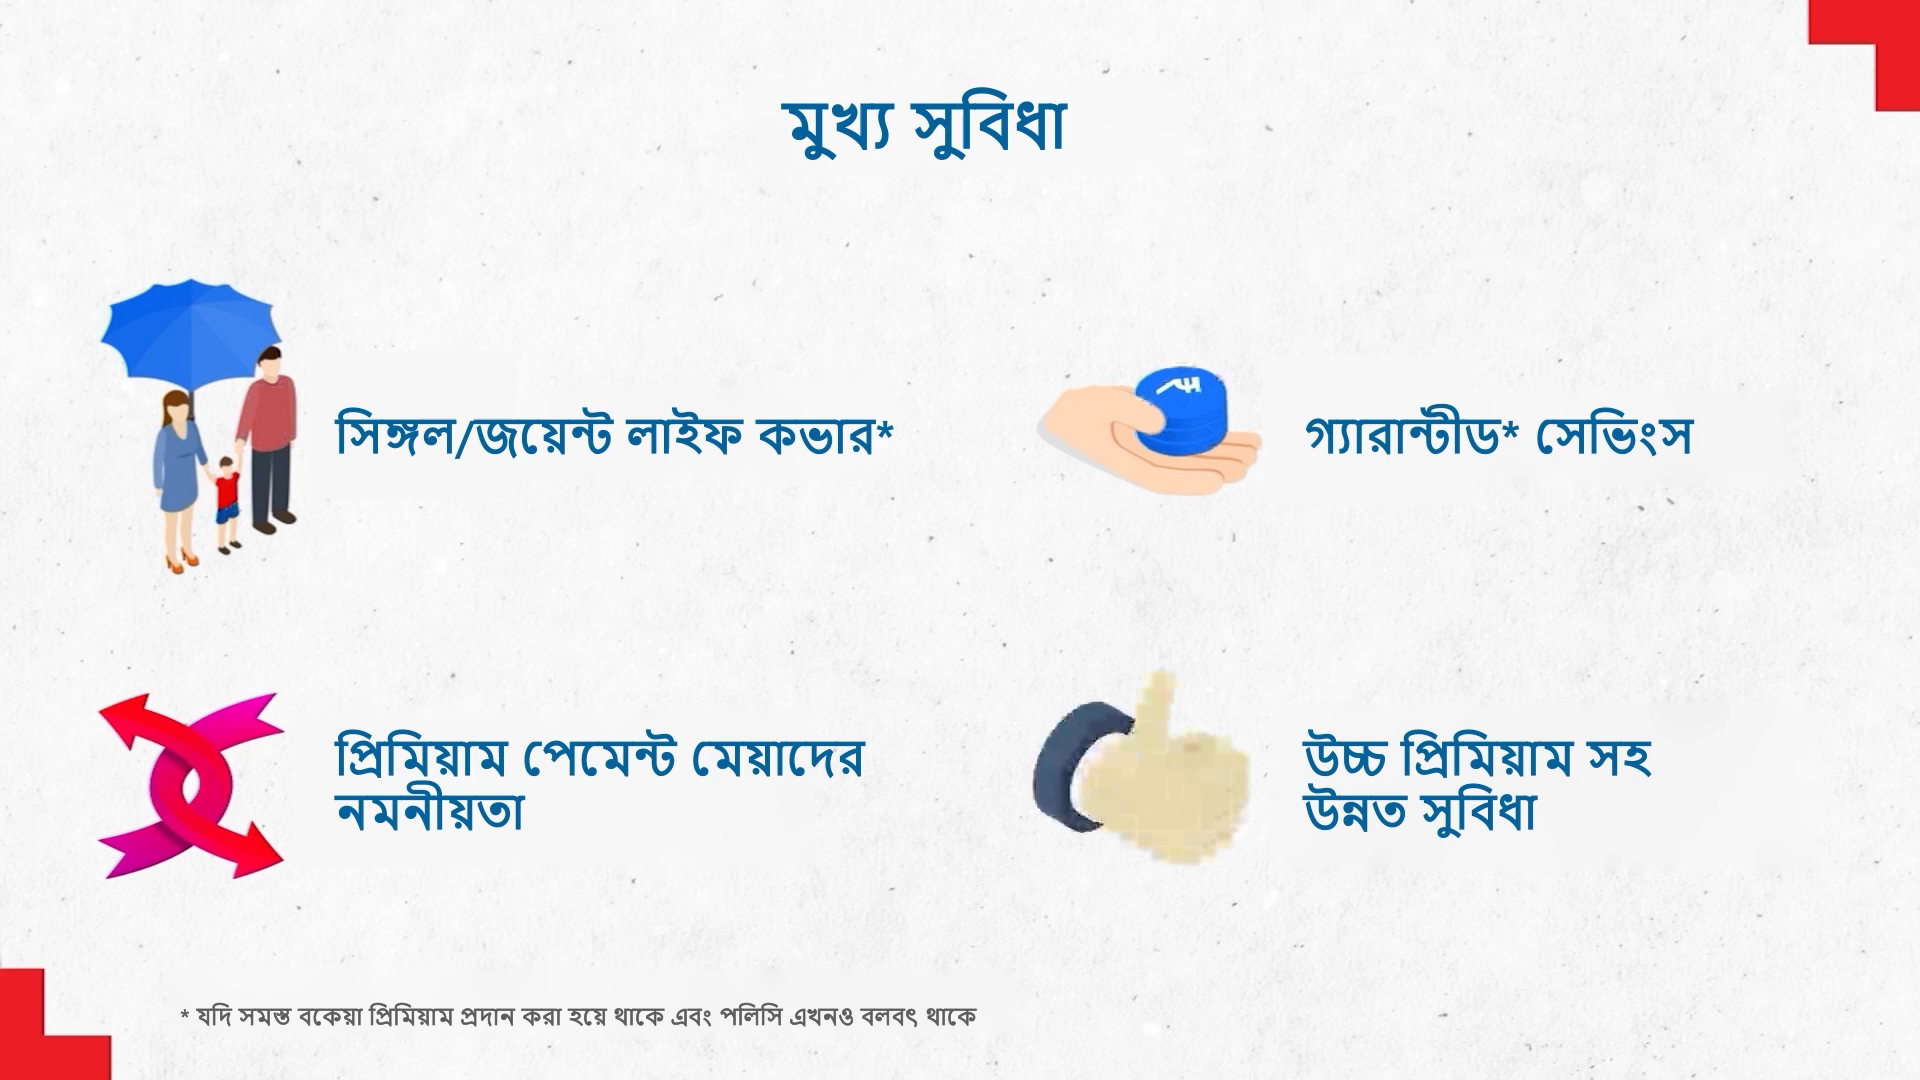 মুখ্য সুবিধা
সিঙ্গল/জয়েন্ট লাইফ কভার*
গ্যারান্টীড* সেভিংস
প্রিমিয়াম পেমেন্ট মেয়াদের
নমনীয়তা
উচ্চ প্রিমিয়াম সহ
উন্নত সুবিধা
* যদি সমস্ত বকেয়া প্রিমিয়াম প্রদান করা হয়ে থাকে এবং পলিসি এখনও বলবৎ থাকে